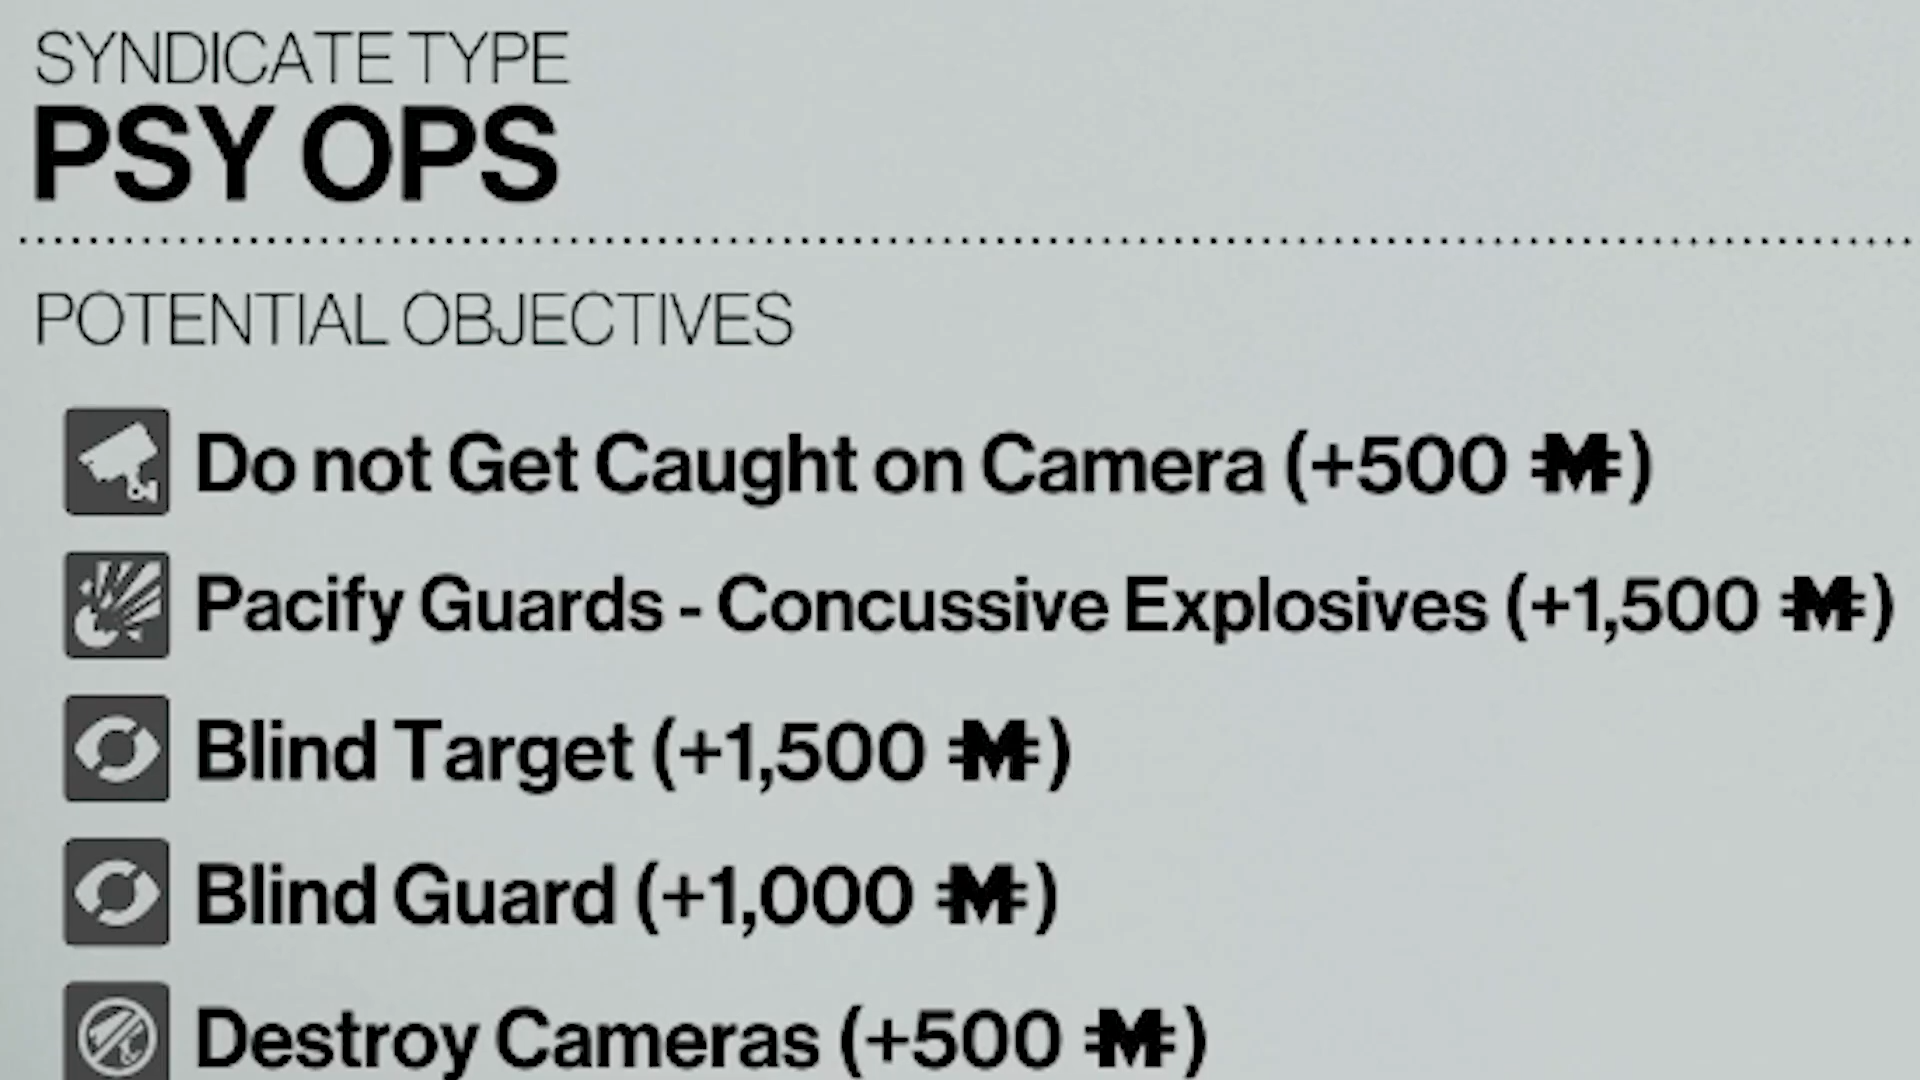 SYNDICATE TYPE
PSY OPS
POTENTIAL OBJECTIVES
Do not Get Caught on Camera (+500 M)
Pacify Guards - Concussive Explosives (+1,500 M)
Blind Target (+1,500 M)
Blind Guard (+1,000 M)
Destroy Cameras (+500 M)